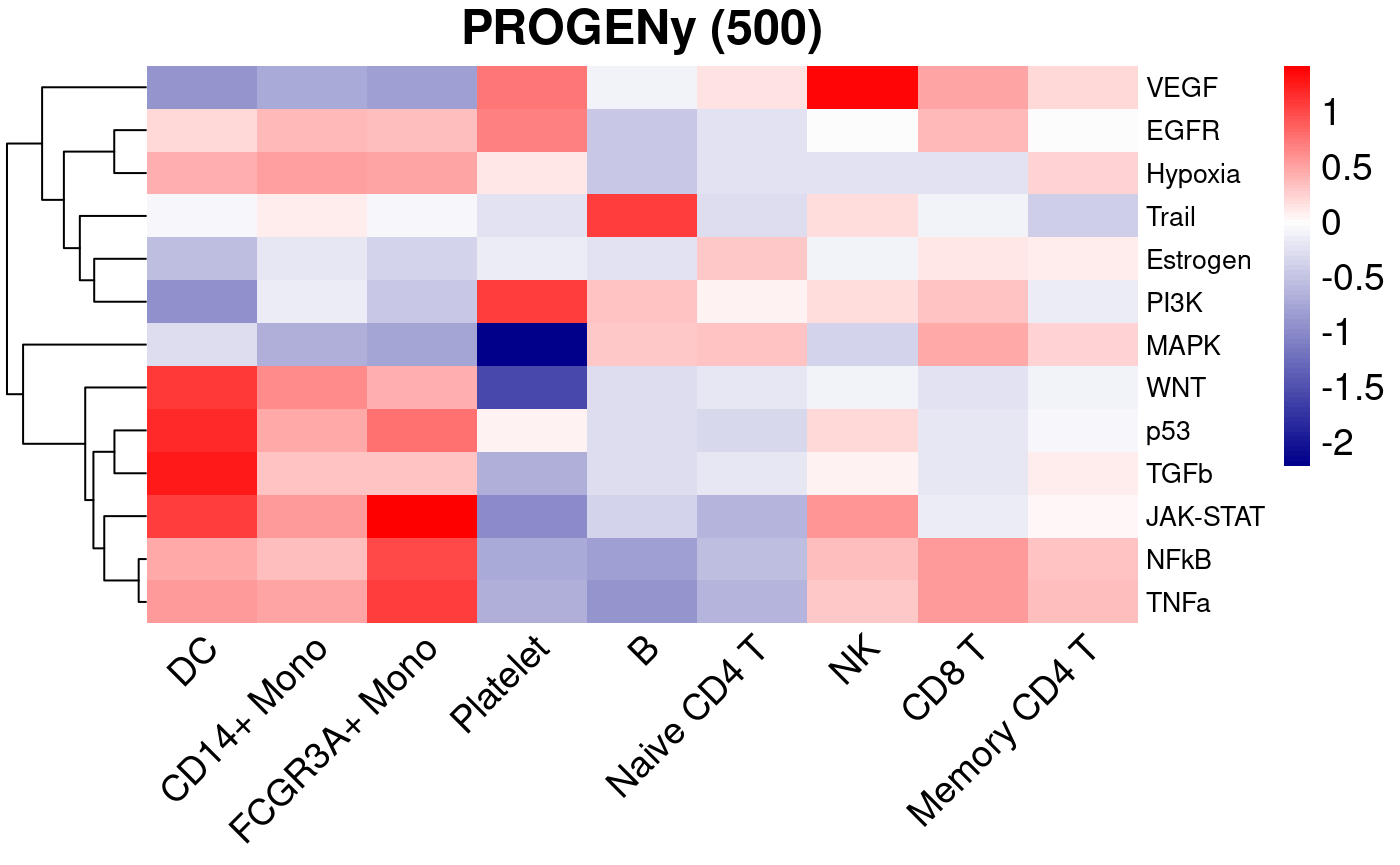 PROGENy (500)
VEGF
EGFR
Hypoxia
Trail
Estrogen
PI3K
MAPK
WNT
p53
TGFb
JAK-STAT
NFkB
TNFa
1
0.5
0
-0.5
-1
-1.5
-2
DC
CD14+ Mono
FCGR3A+ Mono
Platelet
B
Naive CD4 T
NK
CD8 T
Memory CD4 T